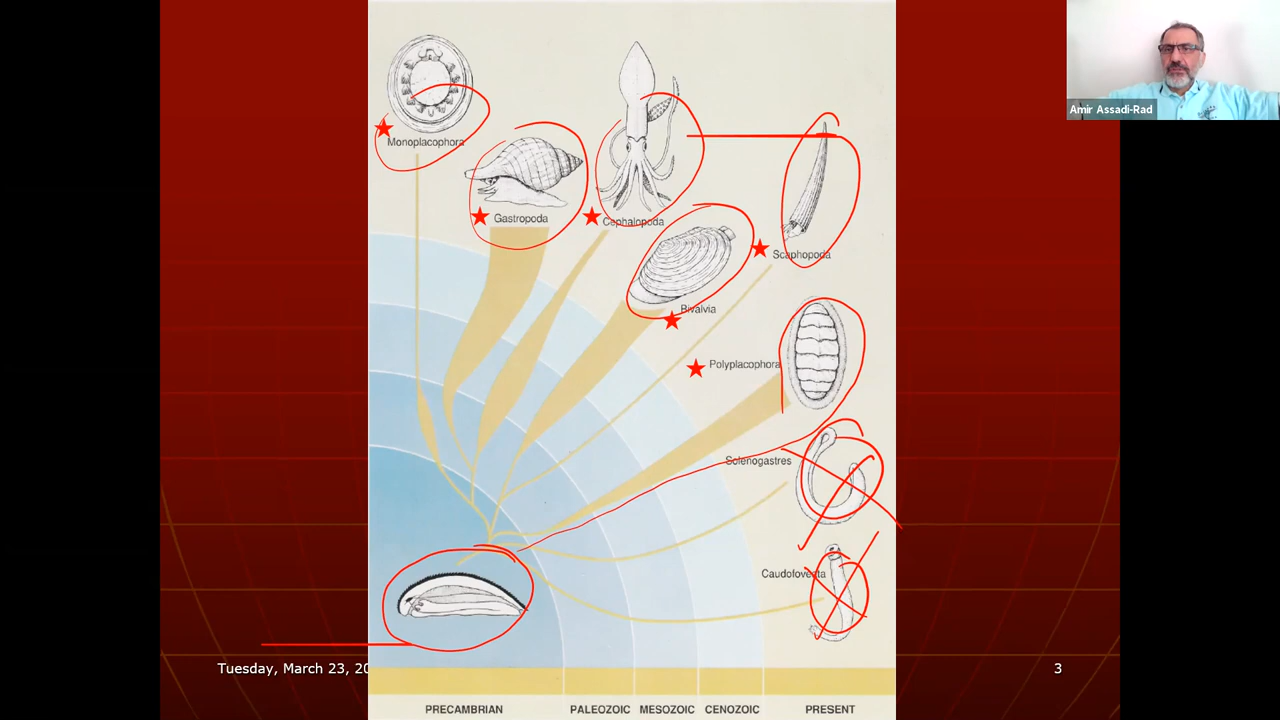 Amir Assadi-Rad
Monoplacophora
Gastropoda
Cephalopoda
Scaphopoda
Bivalvia
Polyplacophora
Solenogastres
Caudofoveata
Tuesday, March 23, 20
3
PRECAMBRIAN PALEOZOIC MESOZOIC CENOZOIC PRESENT